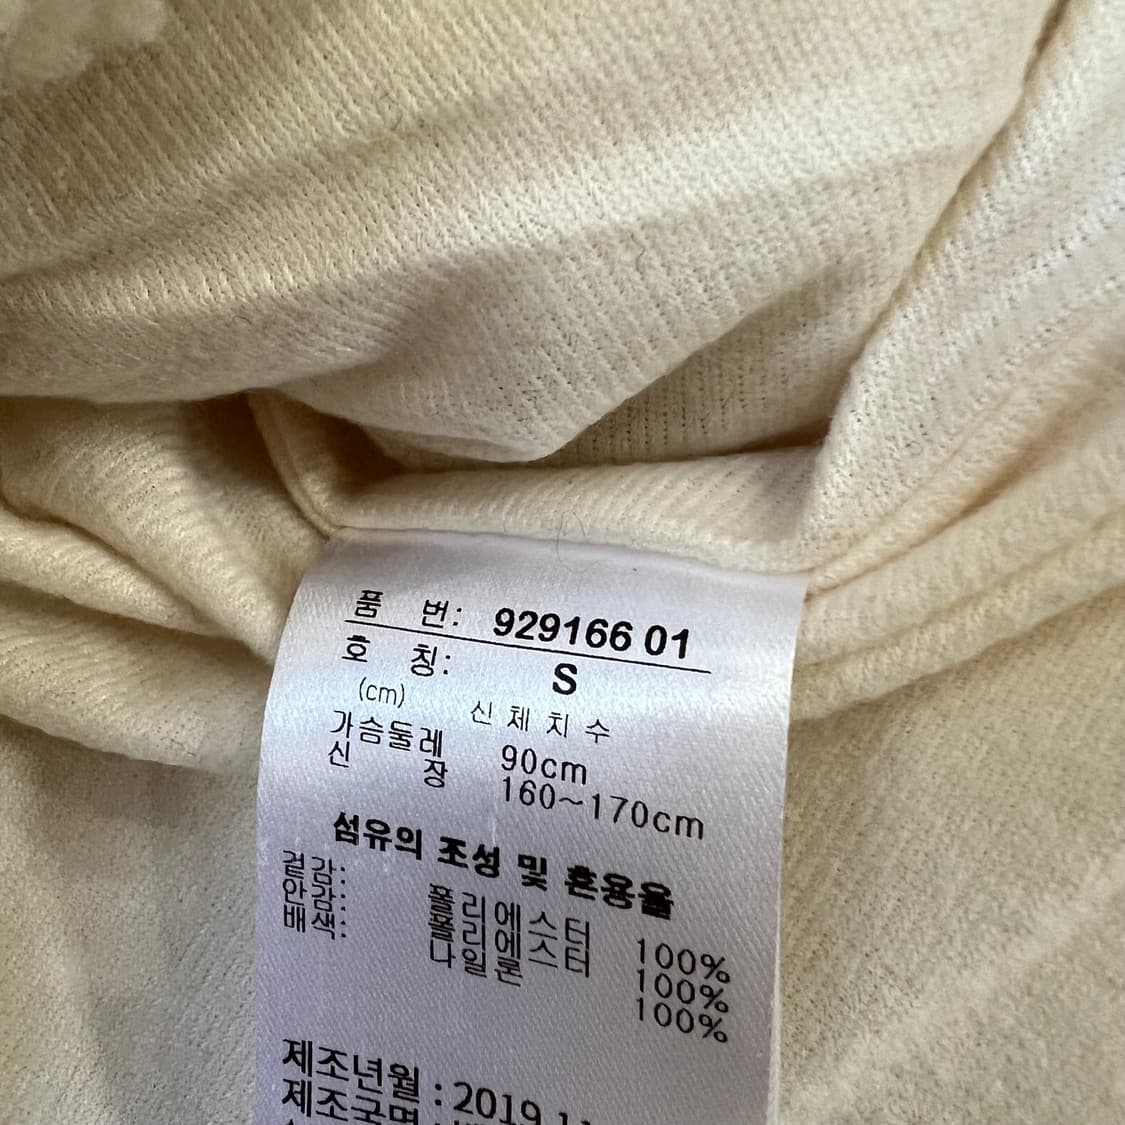 품 번: 929166 01
호 칭: S
(cm) 신체치수
가슴둘레 90cm
신 장 160~170cm
섬유의 조성 및 혼용율
겉감: 폴리에스터 100%
안감: 폴리에스터 100%
배색: 나일론 100%
제조년월 : 2019.11
제조국명 :